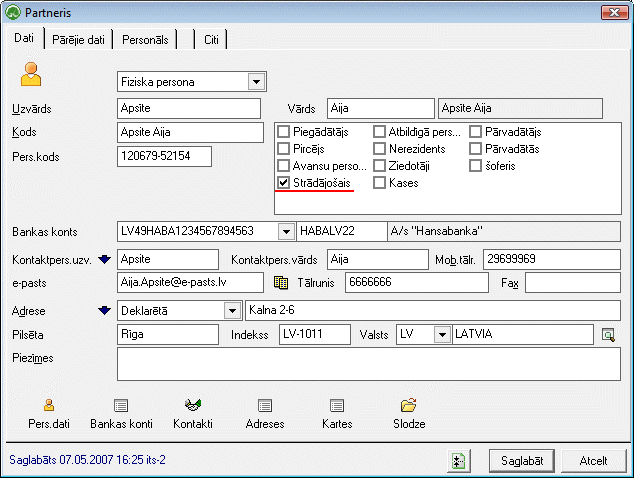 Partneris
Dati Pārējie dati Personāls Citi
Fiziska persona
Uzvārds Apsīte Vārds Aija Apsīte Aija
Kods Apsīte Aija
Pers.kods 120679-52154
Piegādātājs Atbildīgā pers... Pārvadātājs
Pircējs Nerezidents Pārvadātās
Avansu perso... Ziedotāji šoferis
Strādājošais Kases
Bankas konts LV49HABA1234567894563 HABALV22 A/s "Hansabanka"
Kontaktpers.uzv. Apsīte Kontaktpers.vārds Aija Mob.tālr. 29699969
e-pasts Aija.Apsite@e-pasts.lv Tālrunis 6666666 Fax
Adrese Deklarētā Kalna 2-6
Pilsēta Rīga Indekss LV-1011 Valsts LV LATVIA
Piezīmes
Pers.dati Bankas konti Kontakti Adreses Kartes Slodze
Saglabāts 07.05.2007 16:25 its-2 Saglabāt Atcelt